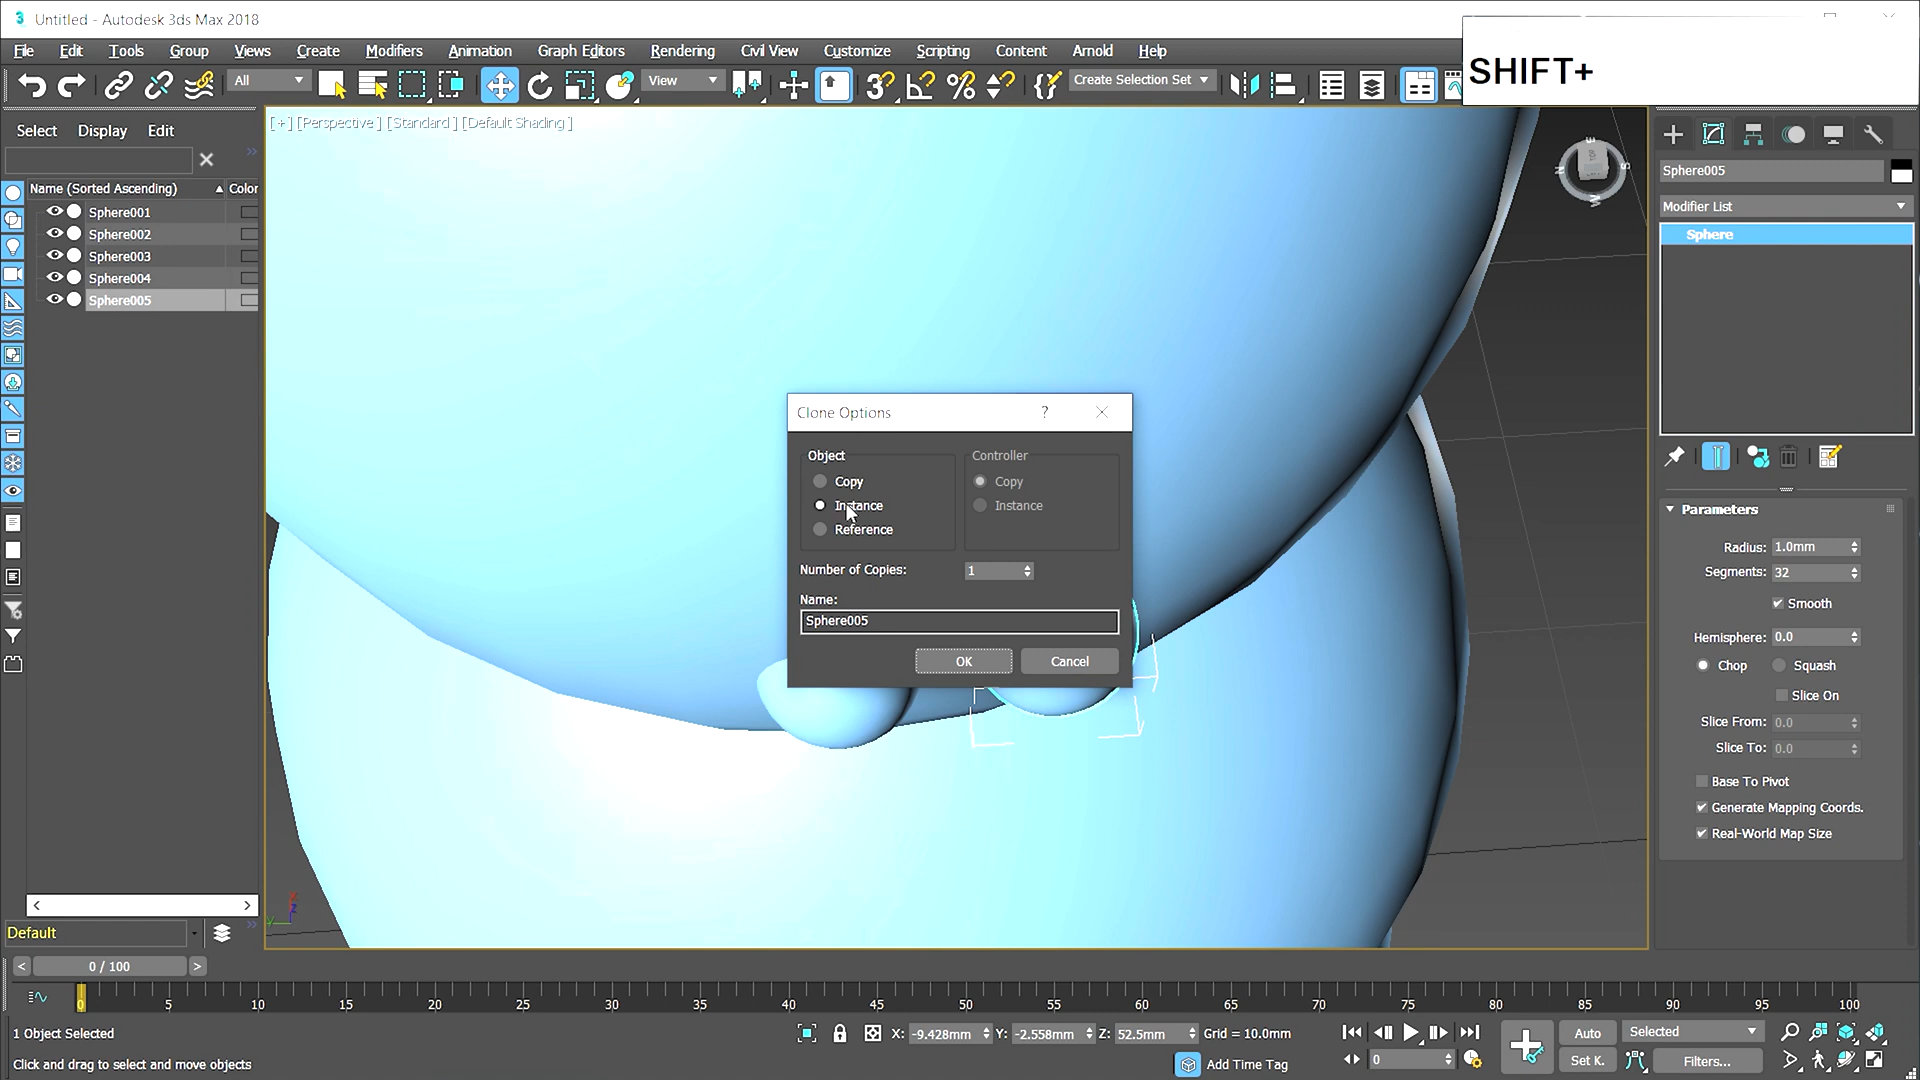 Untitled - Autodesk 3ds Max 2018
File Edit Tools Group Views Create Modifiers Animation Graph Editors Rendering Civil View Customize Scripting Content Arnold Help
SHIFT+
All
View
Create Selection Set
Select Display Edit
[ + ] [Perspective ] [Standard ] [Default Shading ]
Name (Sorted Ascending) Color
Sphere001
Sphere002
Sphere003
Sphere004
Sphere005
Sphere005
Modifier List
Sphere
Clone Options
Object
Copy
Instance
Reference
Controller
Copy
Instance
Number of Copies: 1
Name:
Sphere005
OK Cancel
Parameters
Radius: 1.0mm
Segments: 32
Smooth
Hemisphere: 0.0
Chop Squash
Slice On
Slice From: 0.0
Slice To: 0.0
Base To Pivot
Generate Mapping Coords.
Real-World Map Size
Default
< 0 / 100 >
0 5 10 15 20 25 30 35 40 45 50 55 60 65 70 75 80 85 90 95 100
1 Object Selected
X: -9.428mm Y: -2.558mm Z: 52.5mm Grid = 10.0mm
Auto Selected
Click and drag to select and move objects
Add Time Tag
0
Set K. Filters...